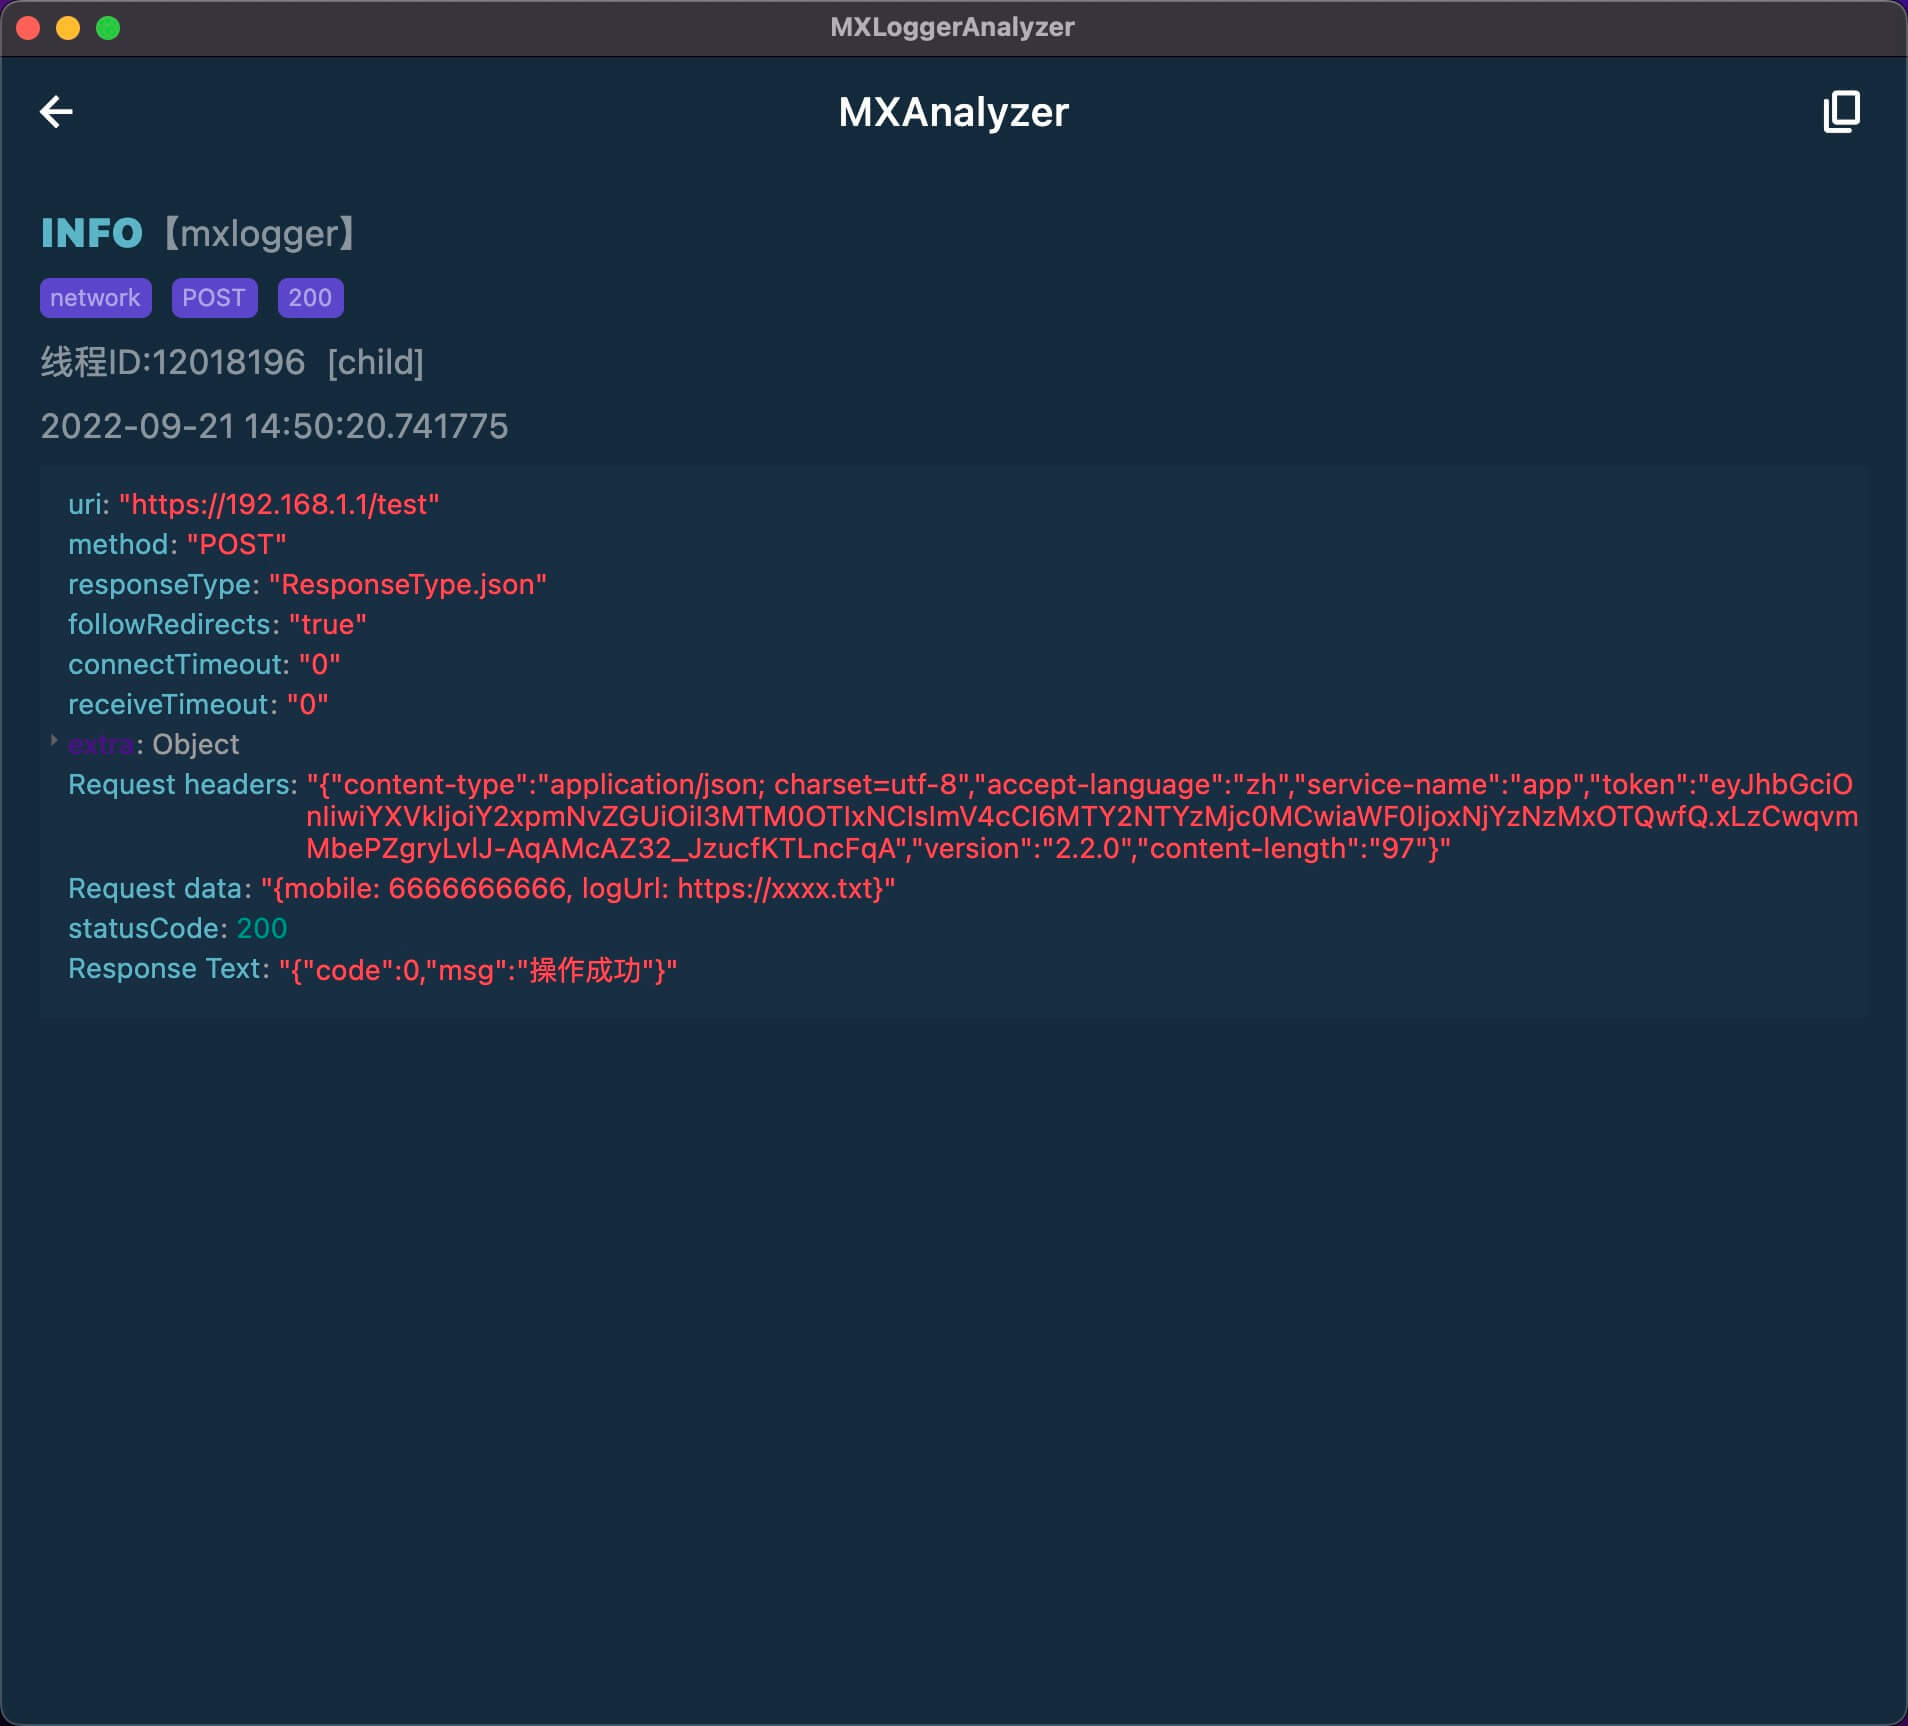 MXLoggerAnalyzer
MXAnalyzer
INFO【mxlogger】
network POST 200
线程ID:12018196 [child]
2022-09-21 14:50:20.741775
uri: "https://192.168.1.1/test"
method: "POST"
responseType: "ResponseType.json"
followRedirects: "true"
connectTimeout: "0"
receiveTimeout: "0"
extra: Object
Request headers: "{"content-type":"application/json; charset=utf-8","accept-language":"zh","service-name":"app","token":"eyJhbGciO
nIiwiYXVkIjoiY2xpmNvZGUiOiI3MTM0OTIxNCIsImV4cCI6MTY2NTYzMjc0MCwiaWF0IjoxNjYzNzMxOTQwfQ.xLzCwqvm
MbePZgryLvIJ-AqAMcAZ32_JzucfKTLncFqA","version":"2.2.0","content-length":"97"}"
Request data: "{mobile: 6666666666, logUrl: https://xxxx.txt}"
statusCode: 200
Response Text: "{"code":0,"msg":"操作成功"}"